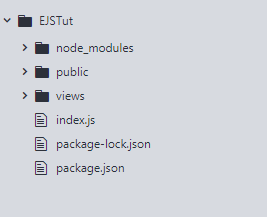 EJSTut
node_modules
public
views
index.js
package-lock.json
package.json